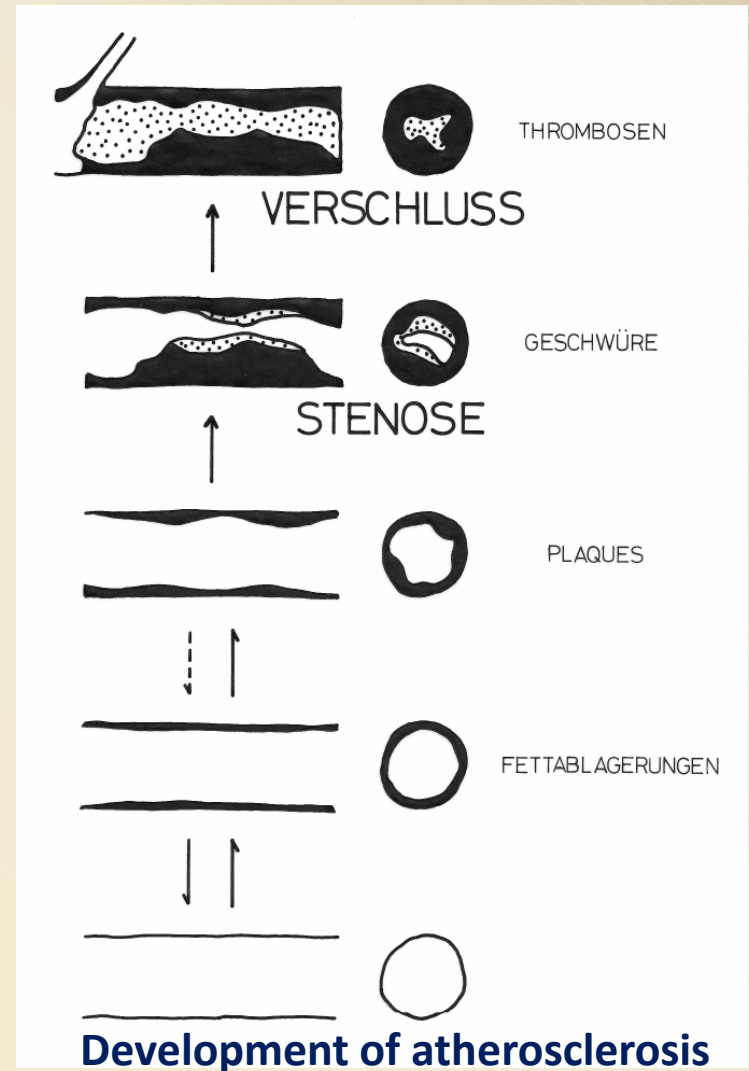 THROMBOSEN
VERSCHLUSS
GESCHWÜRE
STENOSE
PLAQUES
FETTABLAGERUNGEN
Development of atherosclerosis